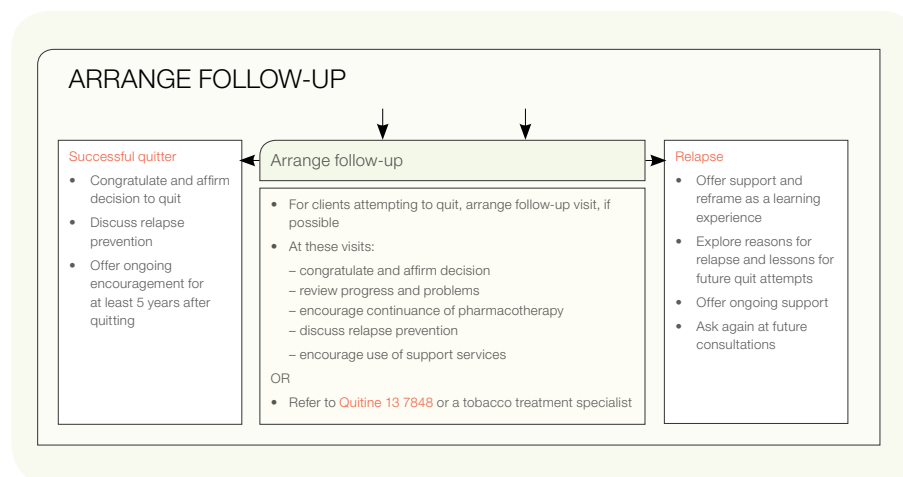 ARRANGE FOLLOW-UP
Successful quitter
• Congratulate and affirm
decision to quit
• Discuss relapse
prevention
• Offer ongoing
encouragement for
at least 5 years after
quitting
Arrange follow-up
• For clients attempting to quit, arrange follow-up visit, if
possible
• At these visits:
– congratulate and affirm decision
– review progress and problems
– encourage continuance of pharmacotherapy
– discuss relapse prevention
– encourage use of support services
OR
• Refer to Quitine 13 7848 or a tobacco treatment specialist
Relapse
• Offer support and
reframe as a learning
experience
• Explore reasons for
relapse and lessons for
future quit attempts
• Offer ongoing support
• Ask again at future
consultations